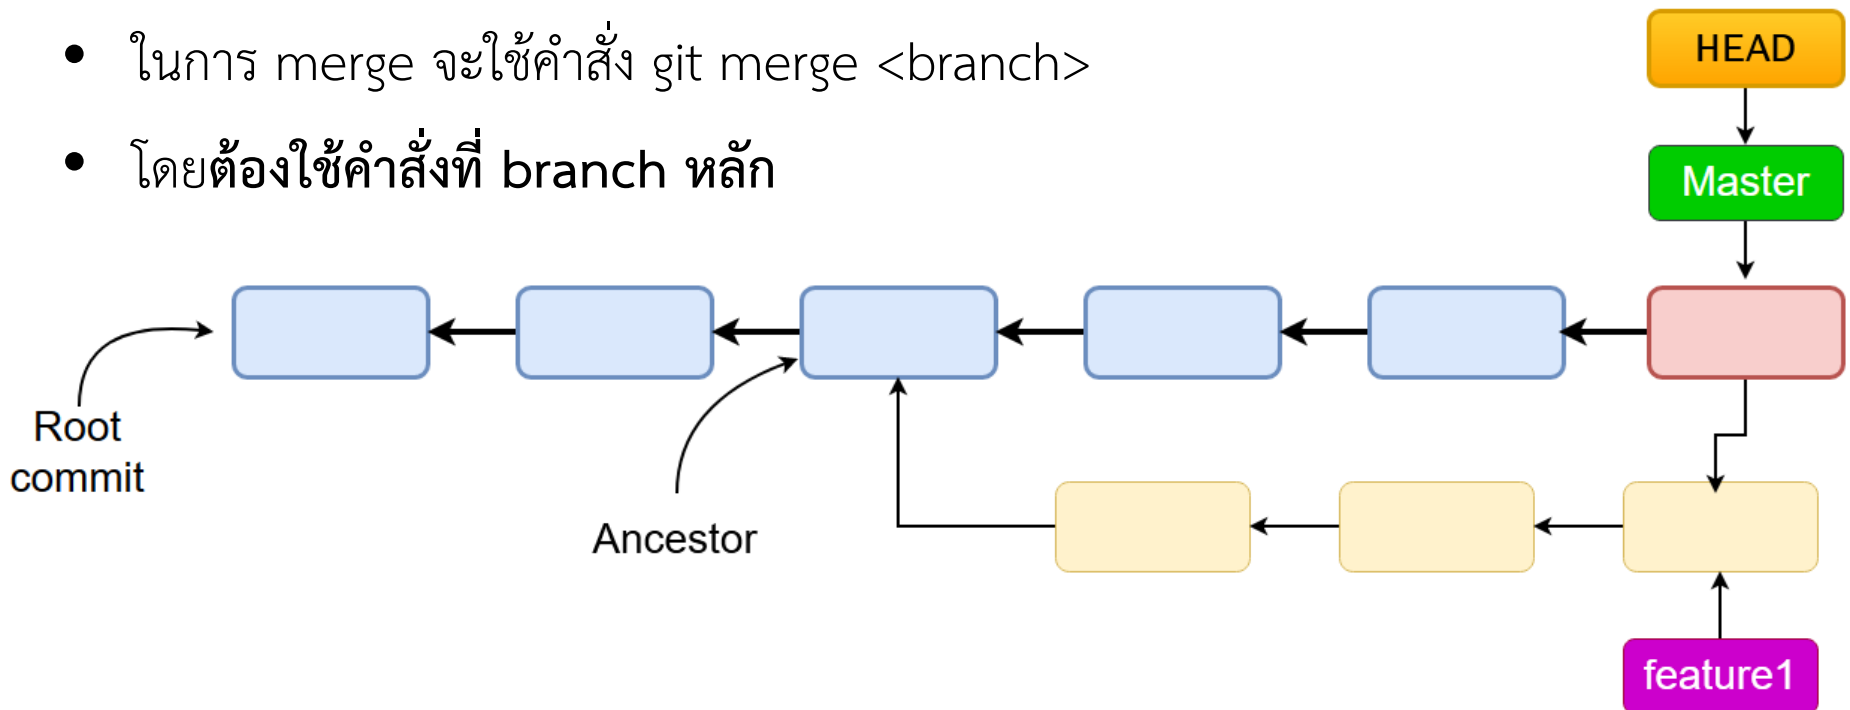 • ในการ merge จะใช้คำสั่ง git merge <branch>
• โดยต้องใช้คำสั่งที่ branch หลัก
HEAD
Master
Root
commit
Ancestor
feature1